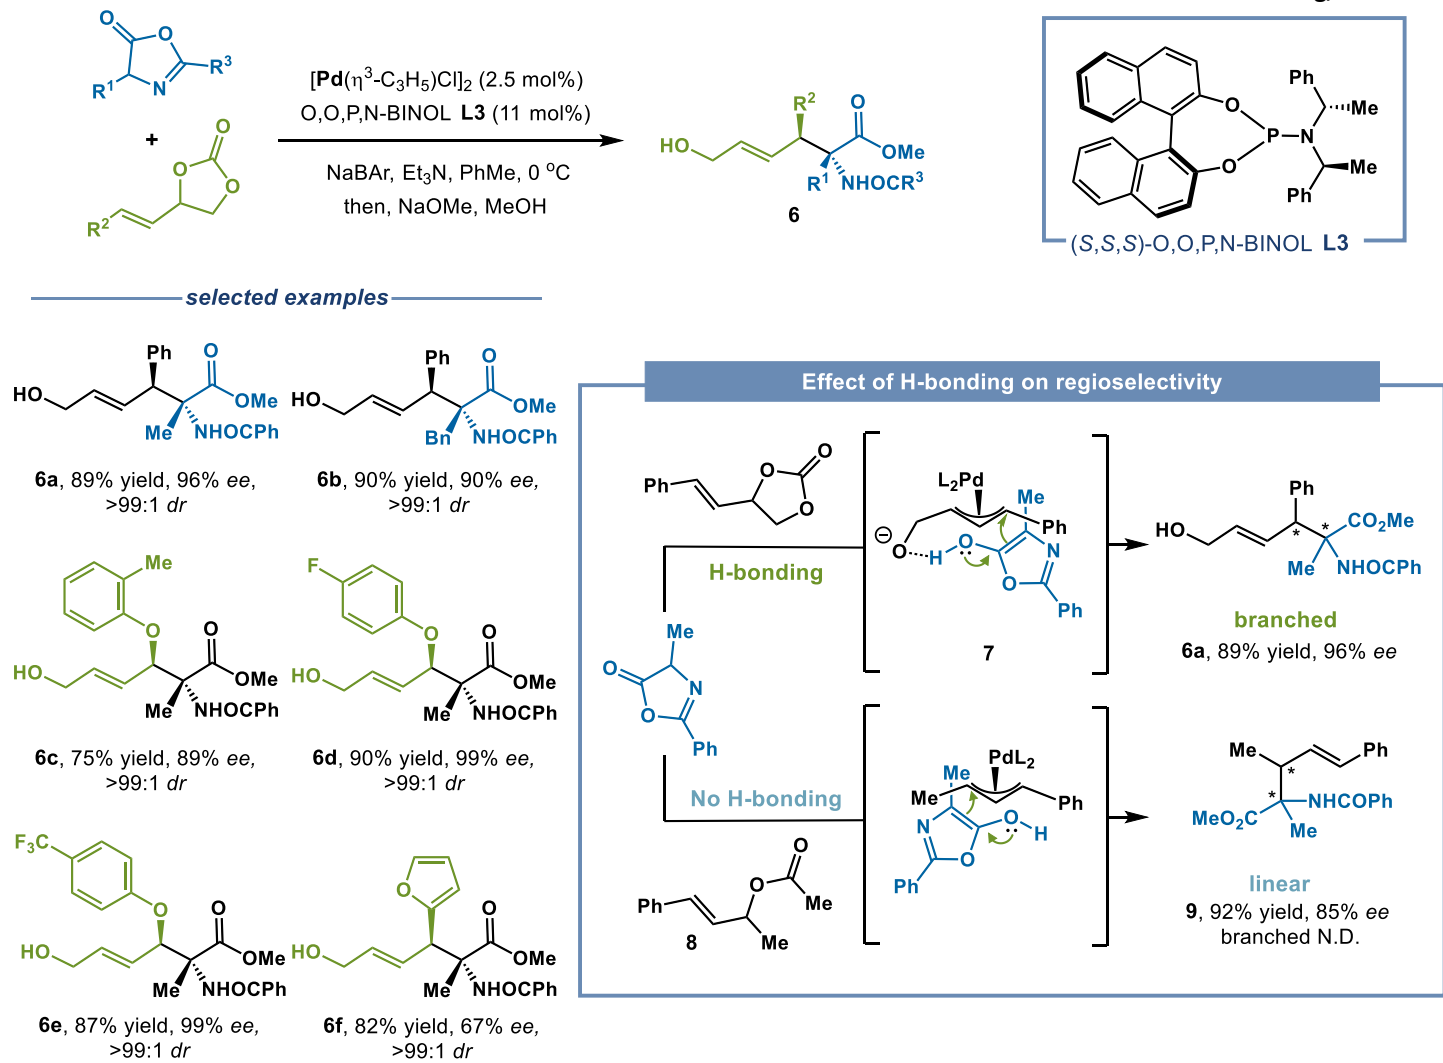 [Pd(η³-C₃H₅)Cl]₂ (2.5 mol%)
O,O,P,N-BINOL L3 (11 mol%)
NaBAr, Et₃N, PhMe, 0 ºC
then, NaOMe, MeOH
O
O
N
R¹
R³
+
O
O
O
R²
HO
R²
O
OMe
R¹
NHOCR³
6
O
O
P
N
Ph
Me
Me
Ph
(S,S,S)-O,O,P,N-BINOL L3
selected examples
HO
Ph
O
OMe
Me
NHOCPh
6a, 89% yield, 96% ee,
>99:1 dr
HO
Ph
O
OMe
Bn
NHOCPh
6b, 90% yield, 90% ee,
>99:1 dr
Me
O
HO
O
OMe
Me
NHOCPh
6c, 75% yield, 89% ee,
>99:1 dr
F
O
HO
O
OMe
Me
NHOCPh
6d, 90% yield, 99% ee,
>99:1 dr
F₃C
O
HO
O
OMe
Me
NHOCPh
6e, 87% yield, 99% ee,
>99:1 dr
O
HO
O
OMe
Me
NHOCPh
6f, 82% yield, 67% ee,
>99:1 dr
Effect of H-bonding on regioselectivity
Ph
O
O
O
H-bonding
L₂Pd
Me
Ph
O
H
O
N
O
Ph
7
HO
Ph
CO₂Me
*
*
Me
NHOCPh
branched
6a, 89% yield, 96% ee
Me
O
N
O
Ph
No H-bonding
Ph
O
O
Me
Me
8
PdL₂
Me
Me
Ph
N
O
H
O
Ph
Me
Ph
*
*
NHCOPh
MeO₂C
Me
linear
9, 92% yield, 85% ee
branched N.D.